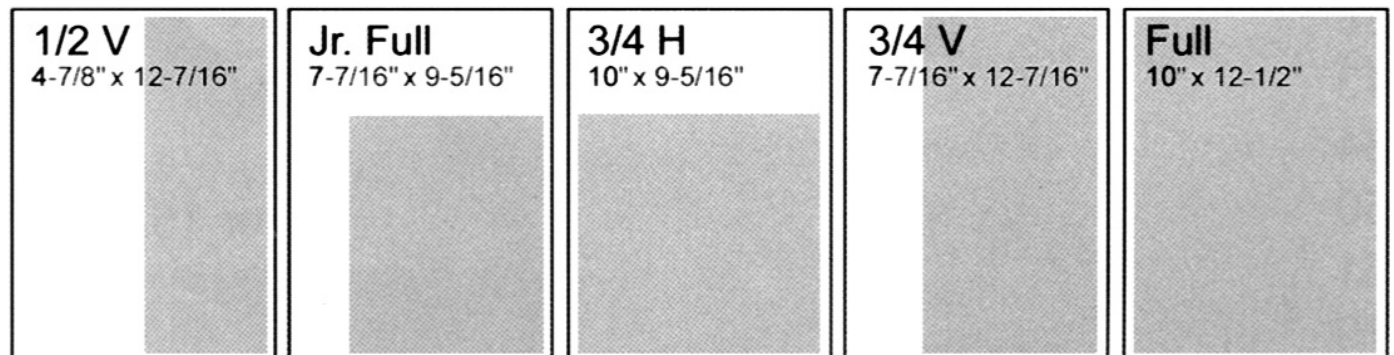 1/2 V
4-7/8" x 12-7/16"
Jr. Full
7-7/16" x 9-5/16"
3/4 H
10" x 9-5/16"
3/4 V
7-7/16" x 12-7/16"
Full
10" x 12-1/2"